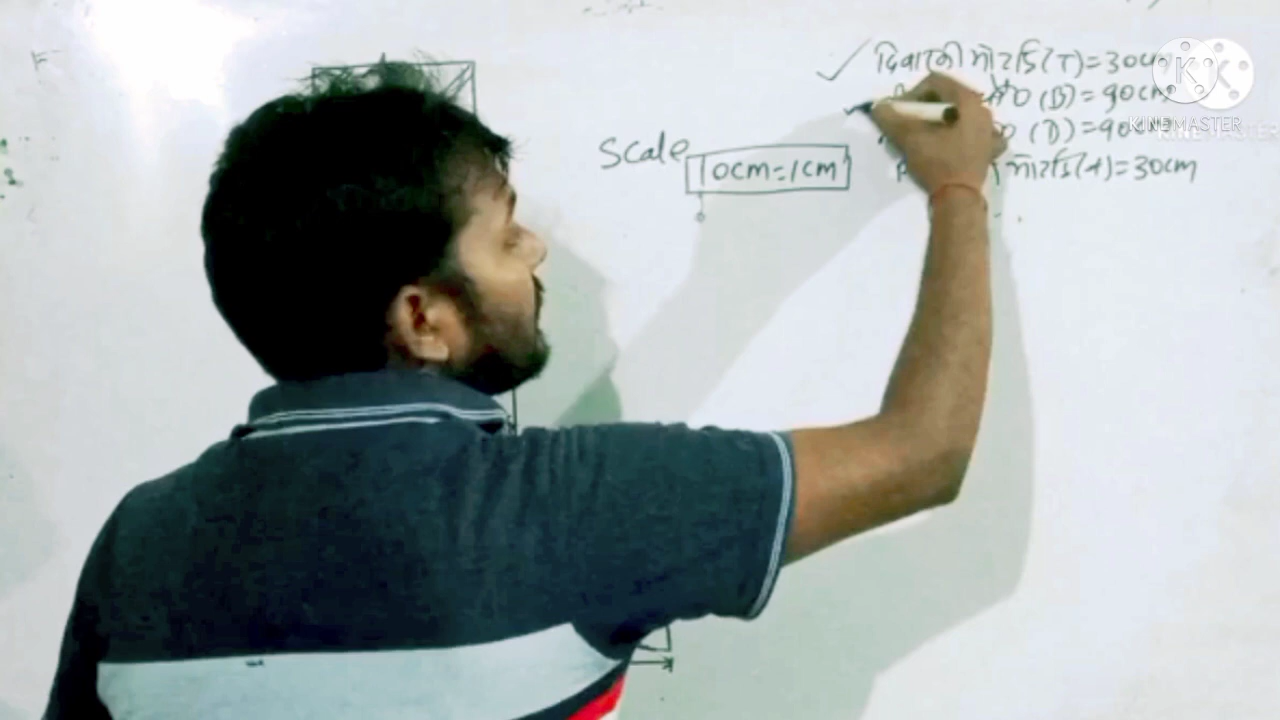 दिवार की मोटाई (T) = 30cm
(B) = 90cm
(D) = 90
मोटाई (t) = 30cm
Scale
10cm = 1cm
KINEMASTER